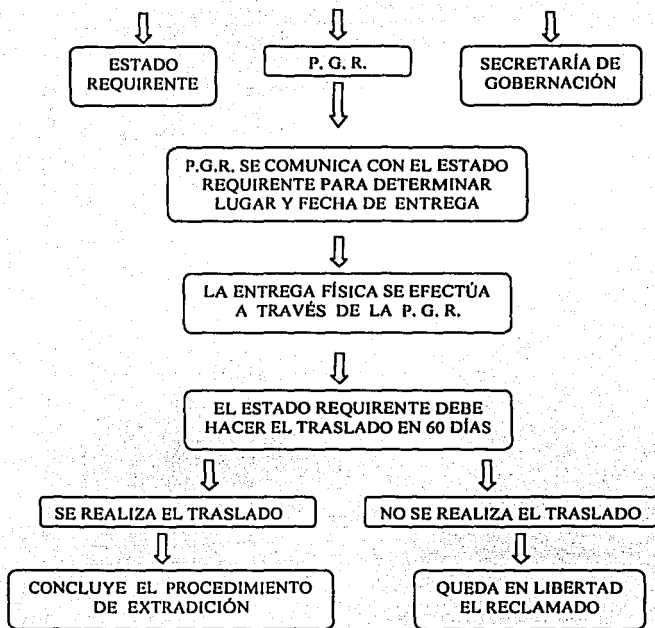 ESTADO
REQUIRENTE
P. G. R.
SECRETARÍA DE
GOBERNACIÓN
P.G.R. SE COMUNICA CON EL ESTADO
REQUIRENTE PARA DETERMINAR
LUGAR Y FECHA DE ENTREGA
LA ENTREGA FÍSICA SE EFECTÚA
A TRAVÉS DE LA P. G. R.
EL ESTADO REQUIRENTE DEBE
HACER EL TRASLADO EN 60 DÍAS
SE REALIZA EL TRASLADO
NO SE REALIZA EL TRASLADO
CONCLUYE EL PROCEDIMIENTO
DE EXTRADICIÓN
QUEDA EN LIBERTAD
EL RECLAMADO